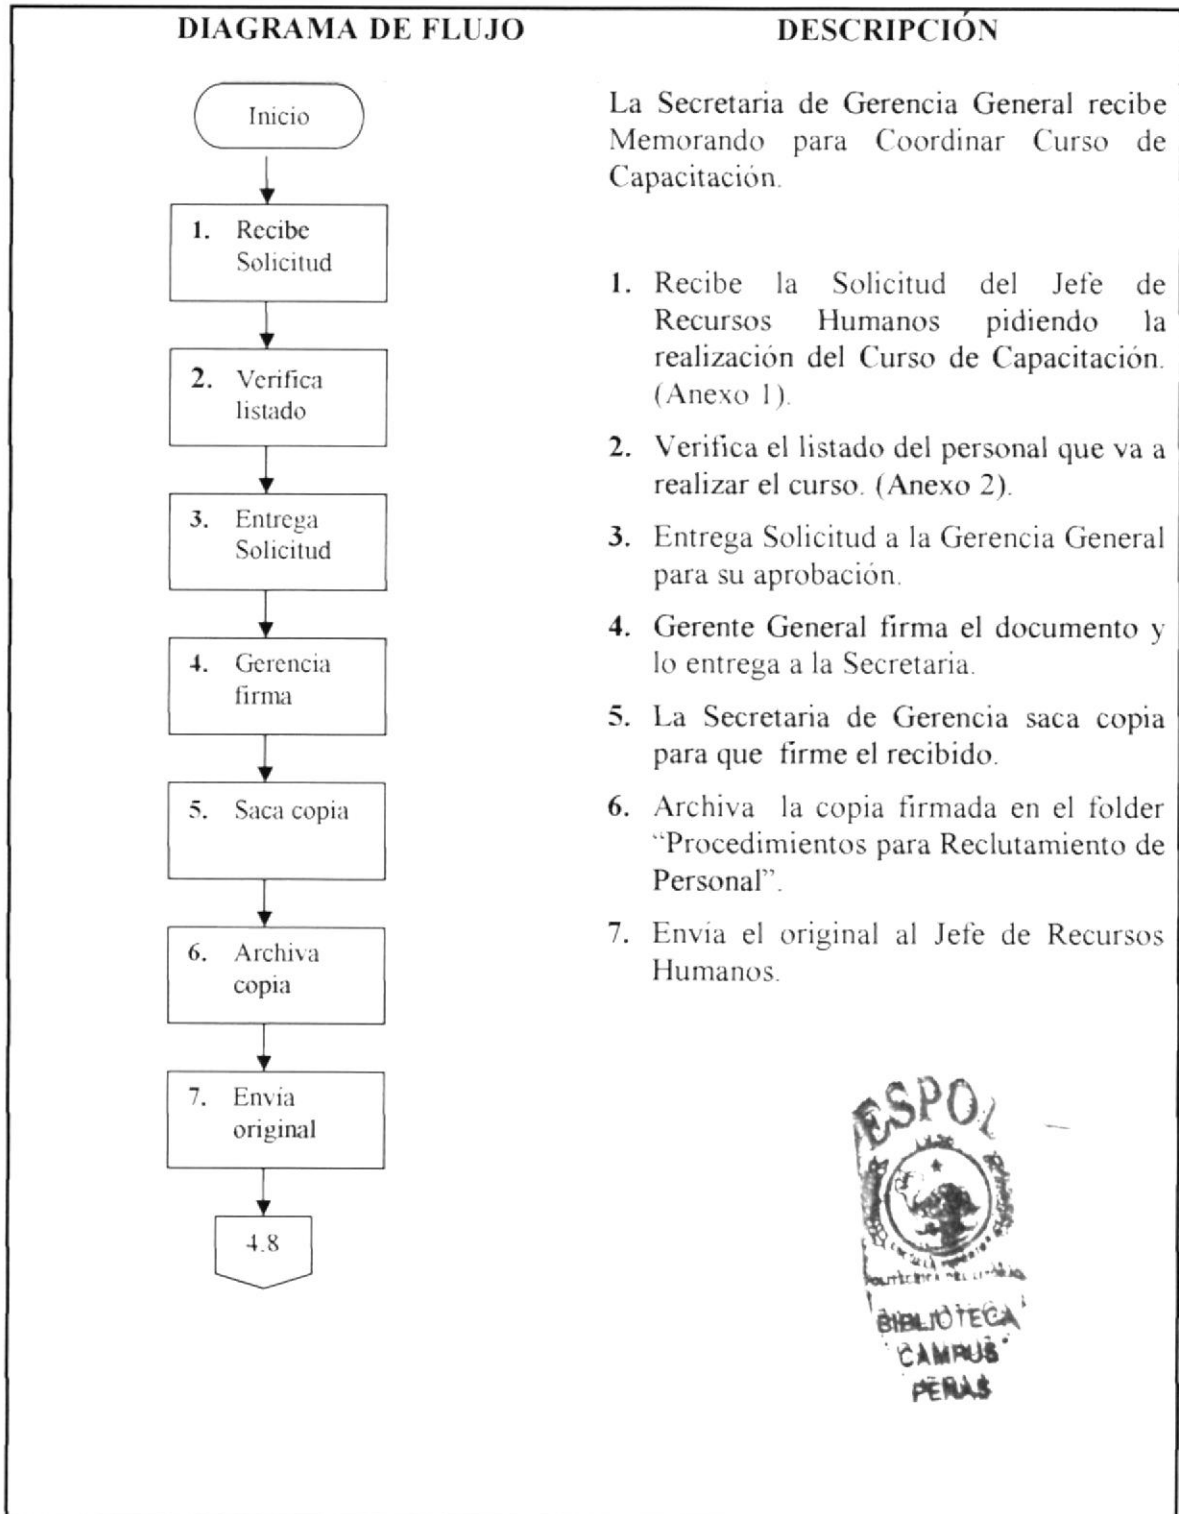 DIAGRAMA DE FLUJO
Inicio
1. Recibe
Solicitud
2. Verifica
listado
3. Entrega
Solicitud
4. Gerencia
firma
5. Saca copia
6. Archiva
copia
7. Envia
original
4.8
DESCRIPCIÓN
La Secretaria de Gerencia General recibe
Memorando para Coordinar Curso de
Capacitación.
1. Recibe la Solicitud del Jefe de
Recursos Humanos pidiendo la
realización del Curso de Capacitación.
(Anexo 1).
2. Verifica el listado del personal que va a
realizar el curso. (Anexo 2).
3. Entrega Solicitud a la Gerencia General
para su aprobación.
4. Gerente General firma el documento y
lo entrega a la Secretaria.
5. La Secretaria de Gerencia saca copia
para que firme el recibido.
6. Archiva la copia firmada en el folder
“Procedimientos para Reclutamiento de
Personal”.
7. Envía el original al Jefe de Recursos
Humanos.
ESPOL
BIBLIOTECA
CAMPUS
PEÑAS